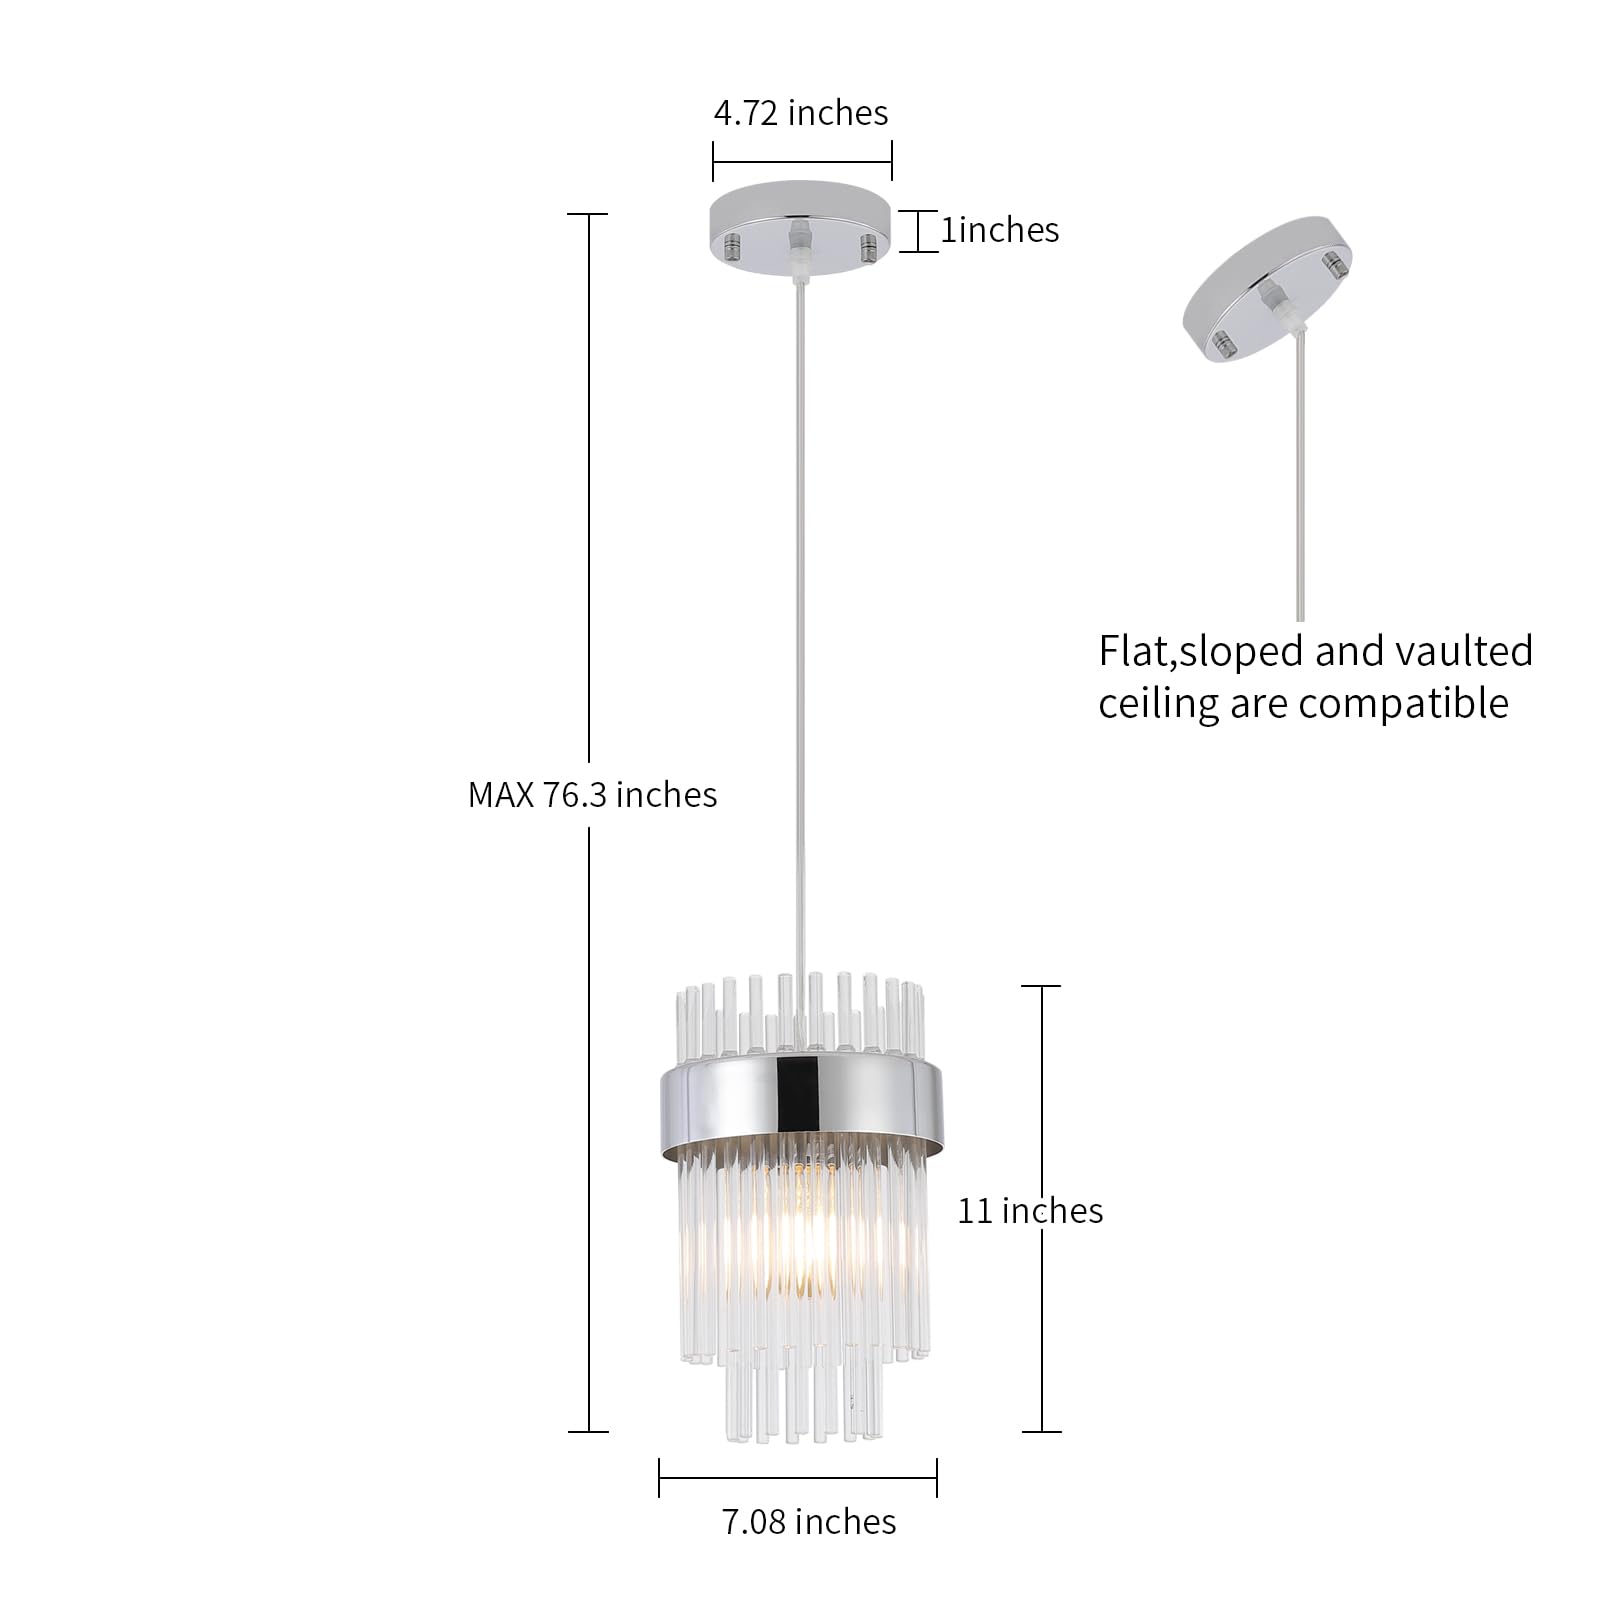 4.72 inches
1inches
Flat,sloped and vaulted
ceiling are compatible
MAX 76.3 inches
11 inches
7.08 inches